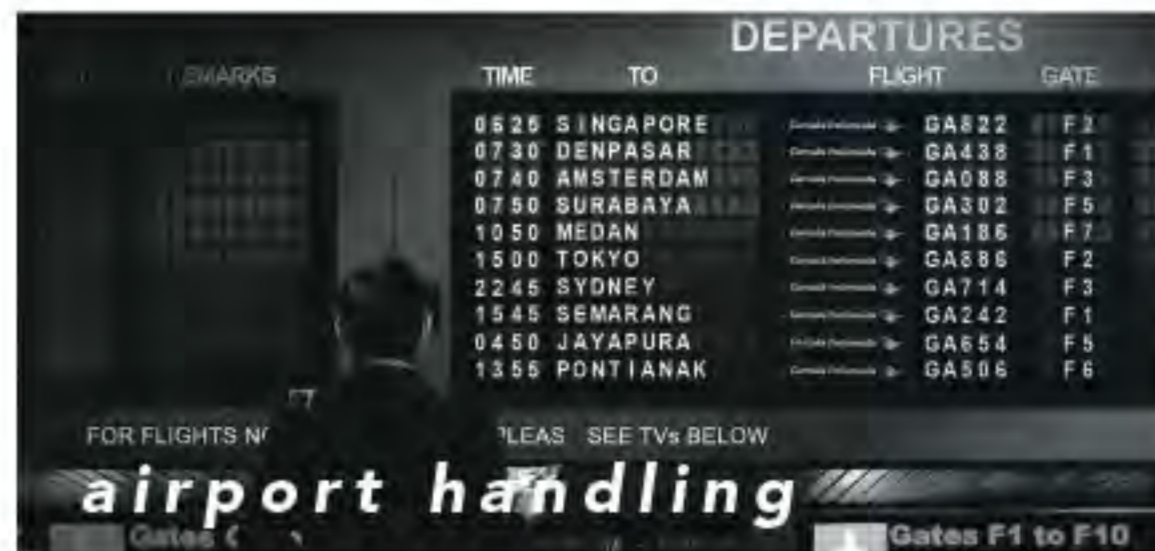 DEPARTURES
TIME TO FLIGHT GATE
0625 SINGAPORE GA822 F2
0730 DENPASAR GA438 F1
0740 AMSTERDAM GA088 F3
0750 SURABAYA GA302 F5
1050 MEDAN GA186 F7
1500 TOKYO GA886 F2
2245 SYDNEY GA714 F3
1545 SEMARANG GA242 F1
0450 JAYAPURA GA654 F5
1355 PONTIANAK GA506 F6
FOR FLIGHTS SEE TVs BELOW
airport handling
Gates Gates F1 to F10